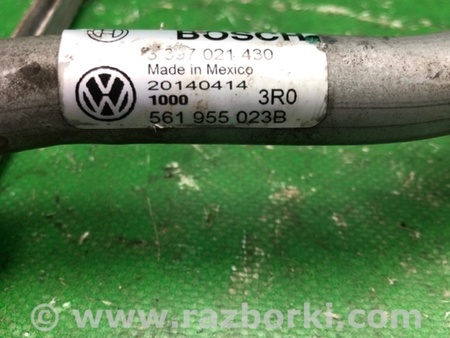 BOSCH
3 397 021 430
Made in Mexico
20140414
1000 3R0
561 955 023B
www.razborki.com